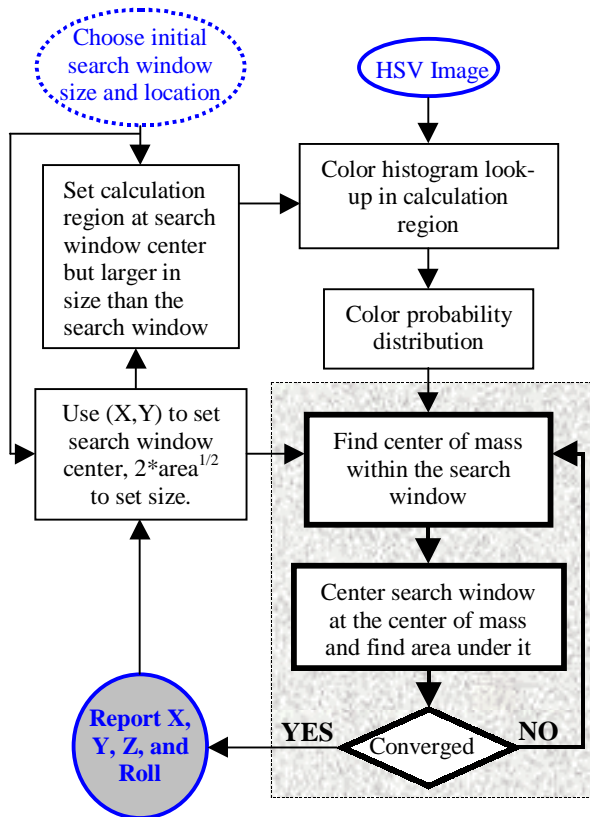 Choose initial
search window
size and location
HSV Image
Set calculation
region at search
window center
but larger in
size than the
search window
Color histogram look-
up in calculation
region
Color probability
distribution
Use (X,Y) to set
search window
center, 2*area^1/2
to set size.
Find center of mass
within the search
window
Center search window
at the center of mass
and find area under it
Converged
YES
NO
Report X,
Y, Z, and
Roll